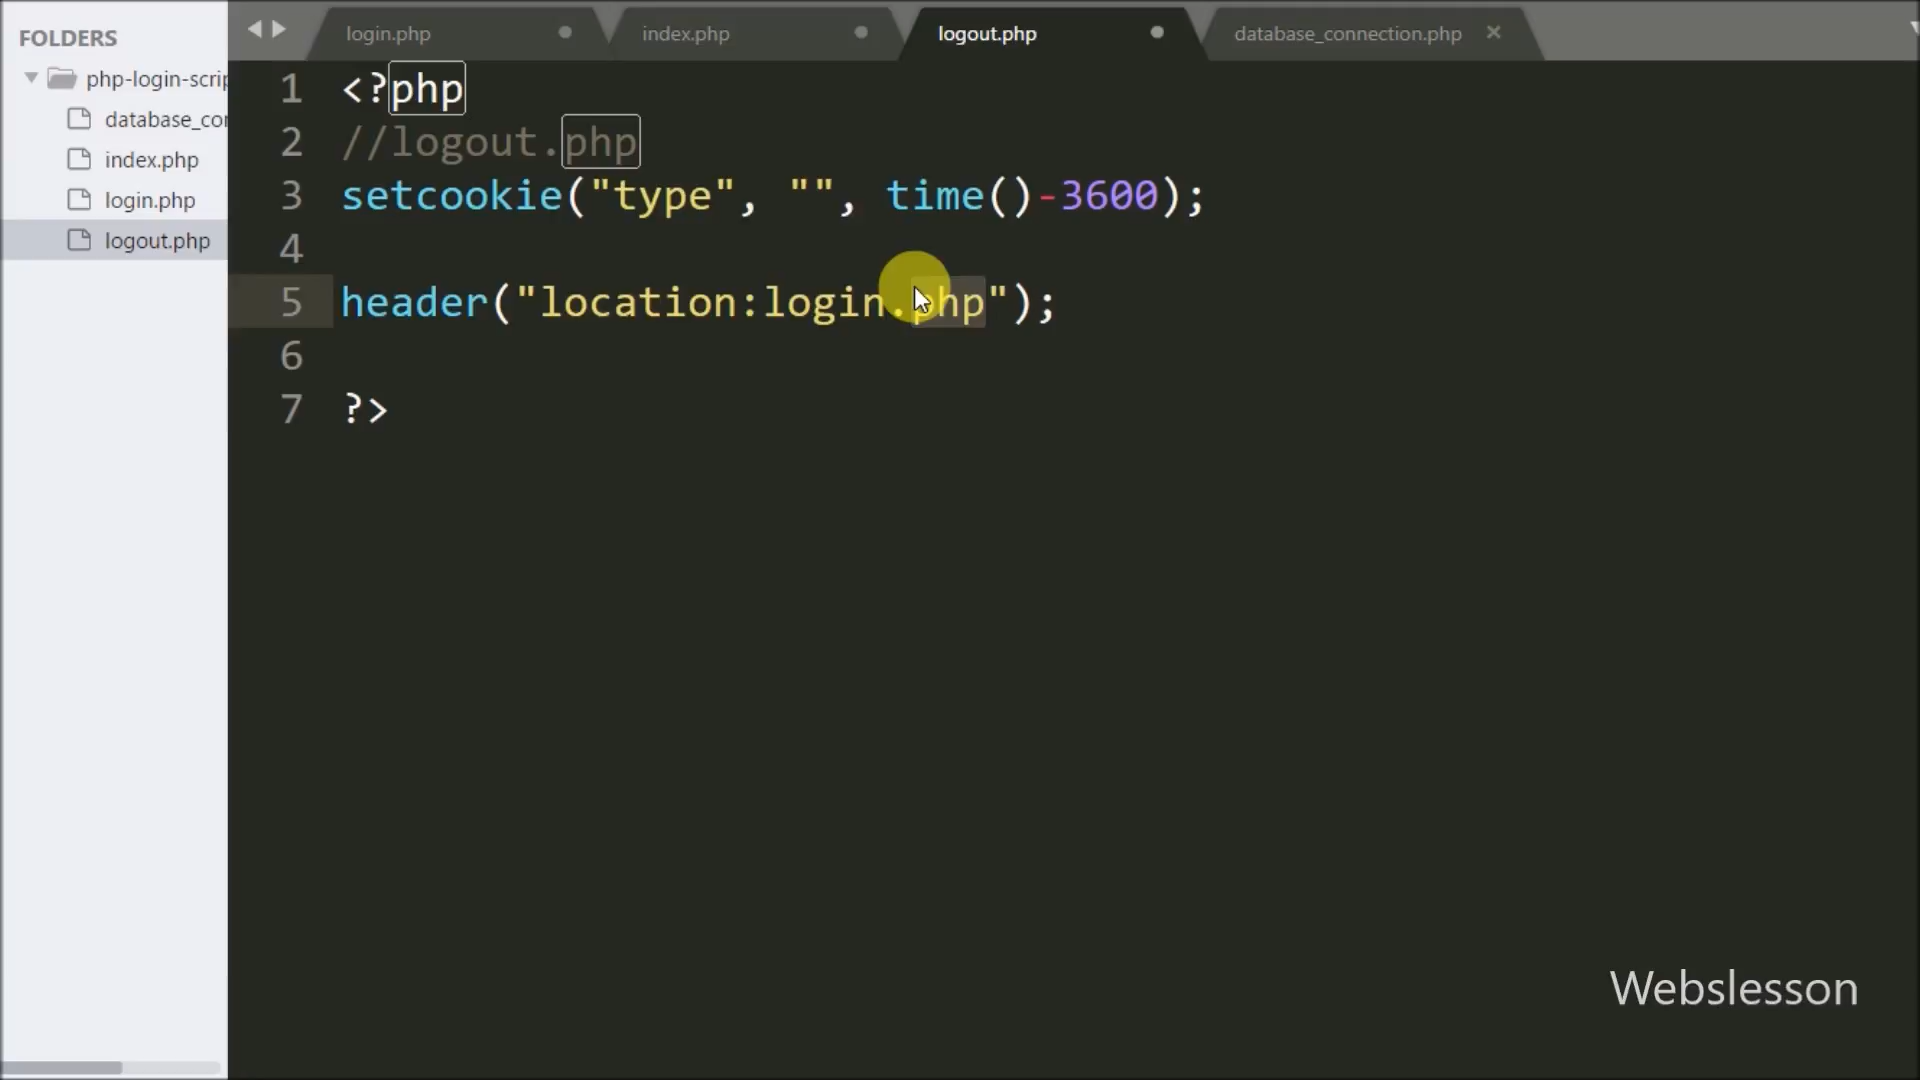 FOLDERS
php-login-scrip
database_con
index.php
login.php
logout.php
login.php
index.php
logout.php
database_connection.php
1 <?php
2 //logout.php
3 setcookie("type", "", time()-3600);
4
5 header("location:login.php");
6
7 ?>
Webslesson